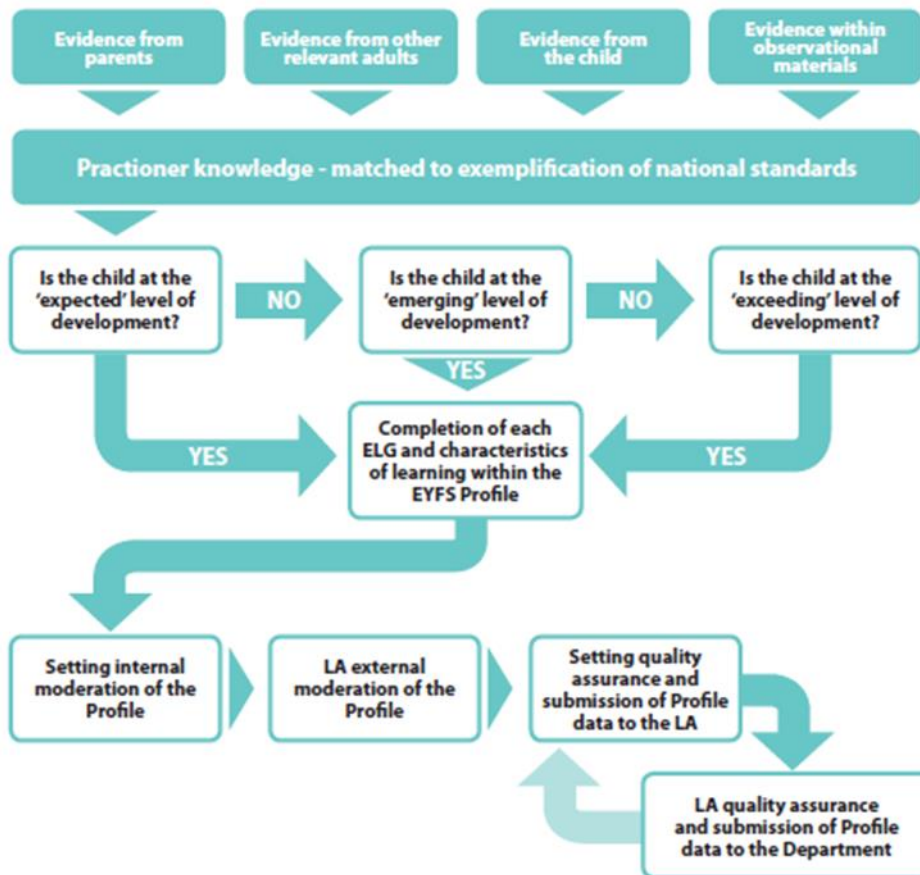 Evidence from
parents
Evidence from other
relevant adults
Evidence from
the child
Evidence within
observational
materials
Practioner knowledge - matched to exemplification of national standards
Is the child at the
‘expected’ level of
development?
NO
Is the child at the
‘emerging’ level of
development?
NO
Is the child at the
‘exceeding’ level of
development?
YES
YES
YES
Completion of each
ELG and characteristics
of learning within the
EYFS Profile
Setting internal
moderation of the
Profile
LA external
moderation of the
Profile
Setting quality
assurance and
submission of Profile
data to the LA
LA quality assurance
and submission of Profile
data to the Department